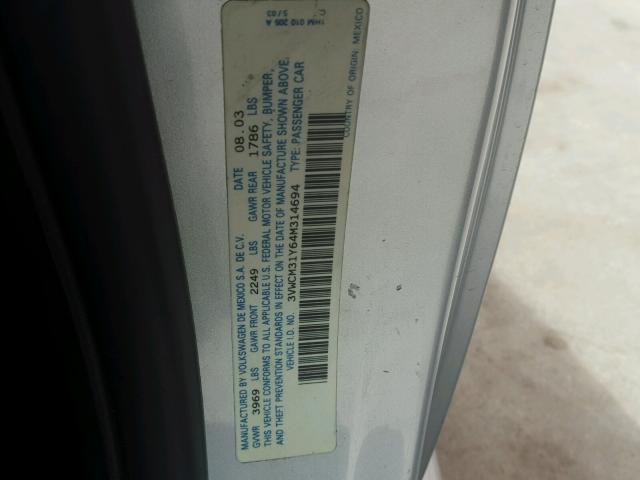 MANUFACTURED BY VOLKSWAGEN DE MEXICO S.A. DE C.V. DATE 08.03
GVWR 3969 LBS GAWR FRONT 2249 LBS GAWR REAR 1786 LBS
THIS VEHICLE CONFORMS TO ALL APPLICABLE U.S. FEDERAL MOTOR VEHICLE SAFETY, BUMPER,
AND THEFT PREVENTION STANDARDS IN EFFECT ON THE DATE OF MANUFACTURE SHOWN ABOVE.
VEHICLE I.D. NO. 3VWCM31Y64M314694 TYPE: PASSENGER CAR
COUNTRY OF ORIGIN: MEXICO
1HM 010 205 A
5/03